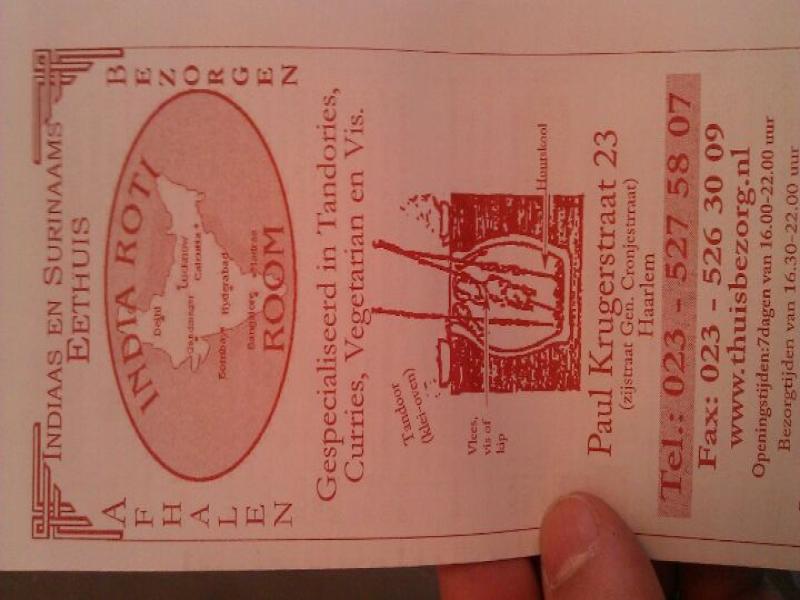 INDIAAS EN SURINAAMS
EETHUIS
AFHALEN
BEZORGEN
INDIA ROTI
Delhi
Lucknow
Calcutta
Bombay
Hyderabad
Bangalore
Madras
ROOM
Gespecialiseerd in Tandories,
Curries, Vegetarian en Vis.
Tandoor
(klei-oven)
Vlees,
vis of
kip
Houtskool
Paul Krugerstraat 23
(zijstraat Gen. Cronjestrraat)
Haarlem
Tel.: 023 - 527 58 07
Fax: 023 - 526 30 09
www.thuisbezorg.nl
Openingstijden:7dagen van 16.00-22.00 uur
Bezorgtijden van 16.30-22.00 uur